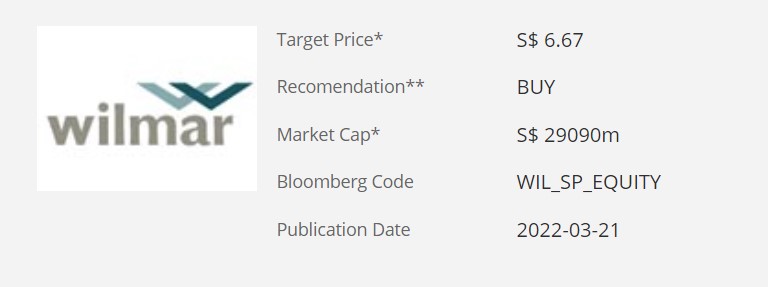 wilmar
Target Price* S$ 6.67
Recomendation** BUY
Market Cap* S$ 29090m
Bloomberg Code WIL_SP_EQUITY
Publication Date 2022-03-21